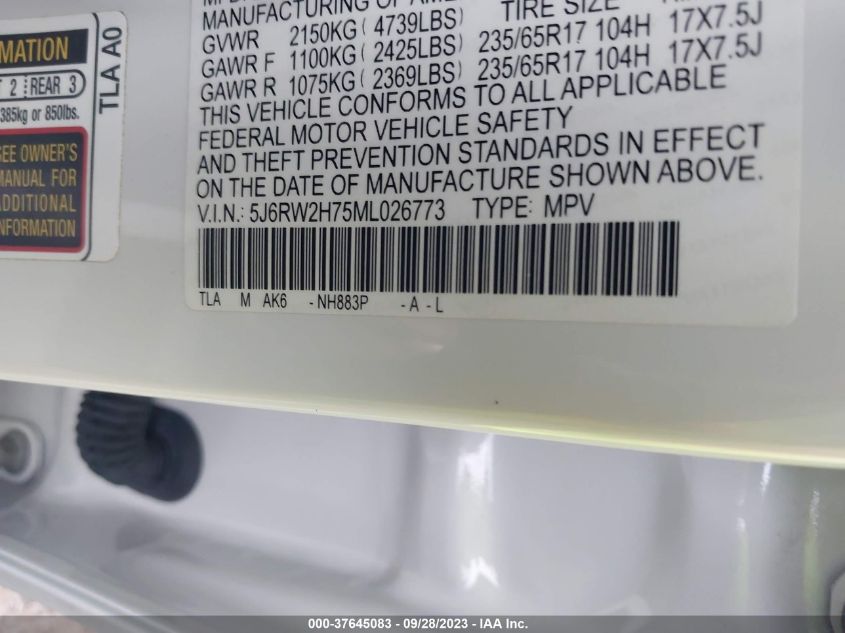 MATION
2 REAR 3
385kg or 850lbs.
SEE OWNER'S
MANUAL FOR
ADDITIONAL
INFORMATION
TLA A0
MANUFACTURING OF
TIRE SIZE
GVWR 2150KG ( 4739LBS)
GAWR F 1100KG ( 2425LBS) 235/65R17 104H 17X7.5J
GAWR R 1075KG ( 2369LBS) 235/65R17 104H 17X7.5J
THIS VEHICLE CONFORMS TO ALL APPLICABLE
FEDERAL MOTOR VEHICLE SAFETY
AND THEFT PREVENTION STANDARDS IN EFFECT
ON THE DATE OF MANUFACTURE SHOWN ABOVE.
V.I.N.: 5J6RW2H75ML026773 TYPE: MPV
TLA M AK6 - NH883P - A - L
000-37645083 - 09/28/2023 - IAA Inc.